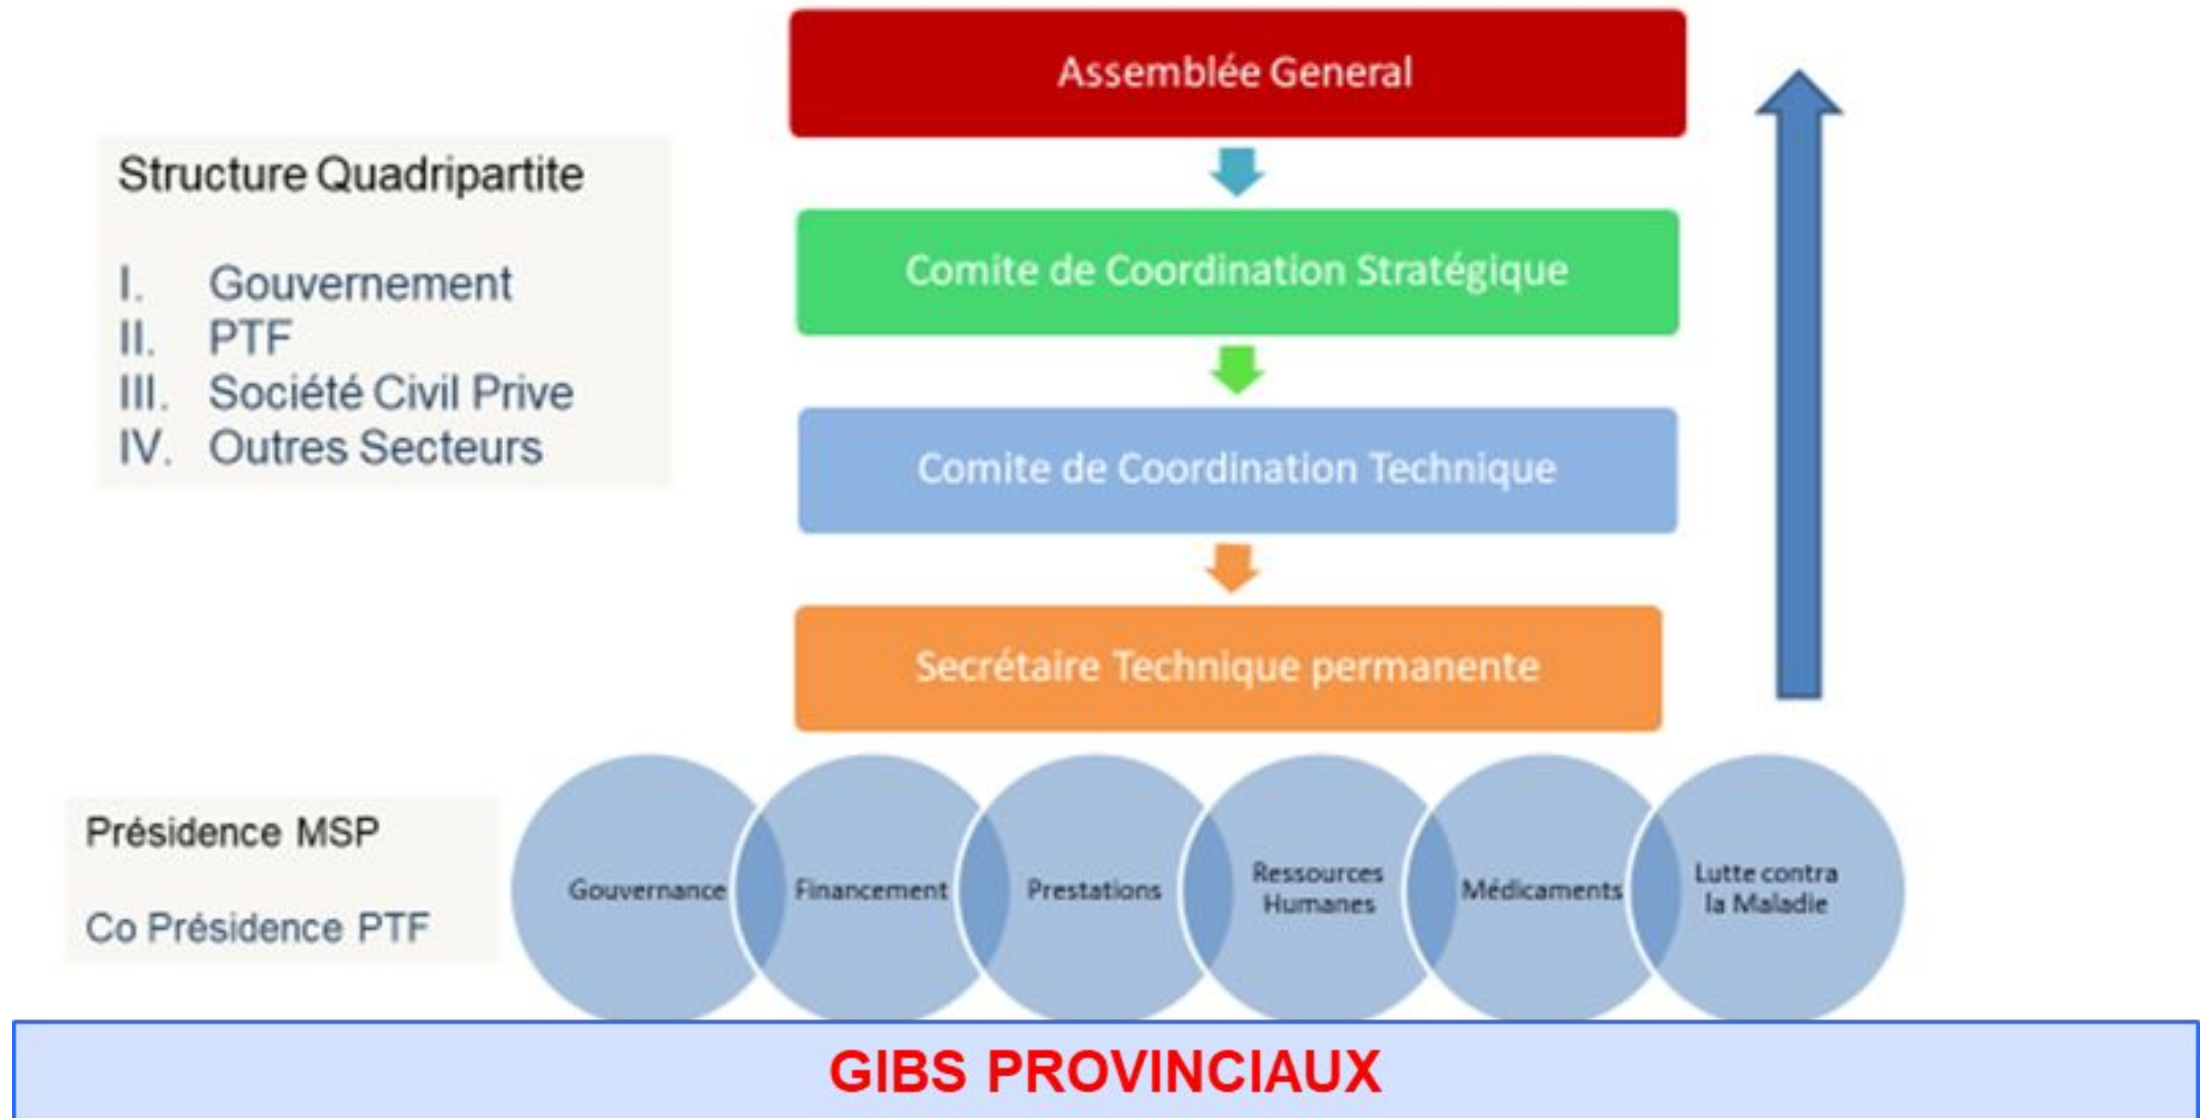 Assemblée General
Structure Quadripartite
I. Gouvernement
II. PTF
III. Société Civil Prive
IV. Outres Secteurs
Comite de Coordination Stratégique
Comite de Coordination Technique
Secrétaire Technique permanente
Présidence MSP
Co Présidence PTF
Gouvernance
Financement
Prestations
Ressources
Humanes
Médicaments
Lutte contra
la Maladie
GIBS PROVINCIAUX